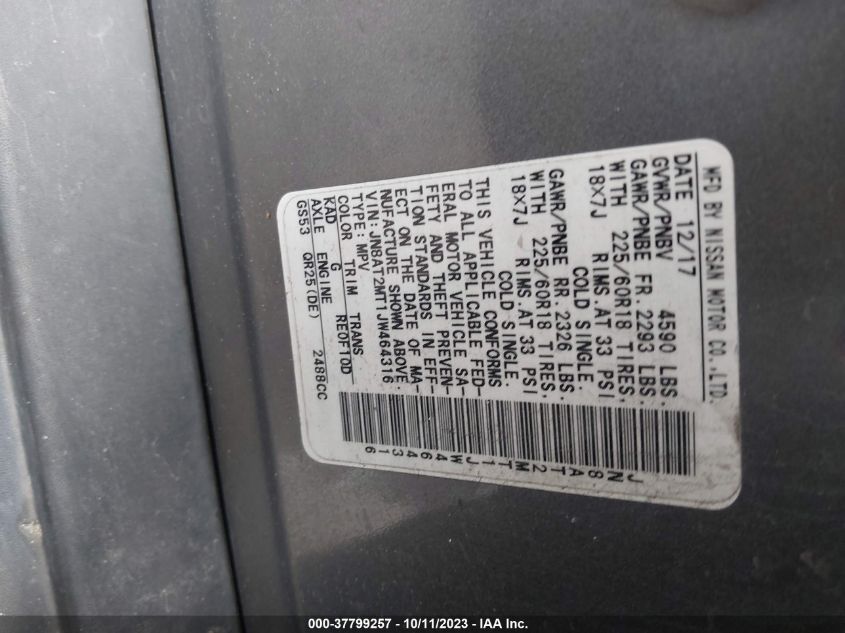 MFD BY NISSAN MOTOR CO.,LTD.
DATE 12/17
GVWR/PNBV 4590 LBS.
GAWR/PNBE FR. 2293 LBS.
WITH 225/60R18 TIRES,
18X7J RIMS.AT 33 PSI
COLD SINGLE.
GAWR/PNBE RR. 2326 LBS.
WITH 225/60R18 TIRES,
18X7J RIMS.AT 33 PSI
COLD SINGLE.
THIS VEHICLE CONFORMS
TO ALL APPLICABLE FED-
ERAL MOTOR VEHICLE SA-
FETY AND THEFT PREVEN-
TION STANDARDS IN EFF-
ECT ON THE DATE OF MA-
NUFACTURE SHOWN ABOVE.
VIN:JN8AT2MT1JW464316
TYPE:MPV
COLOR TRIM TRANS
KAD G RE0F10D
AXLE ENGINE
GS53 QR25(DE) 2488CC
JN8AT2MT1JW464316
000-37799257 - 10/11/2023 - IAA Inc.